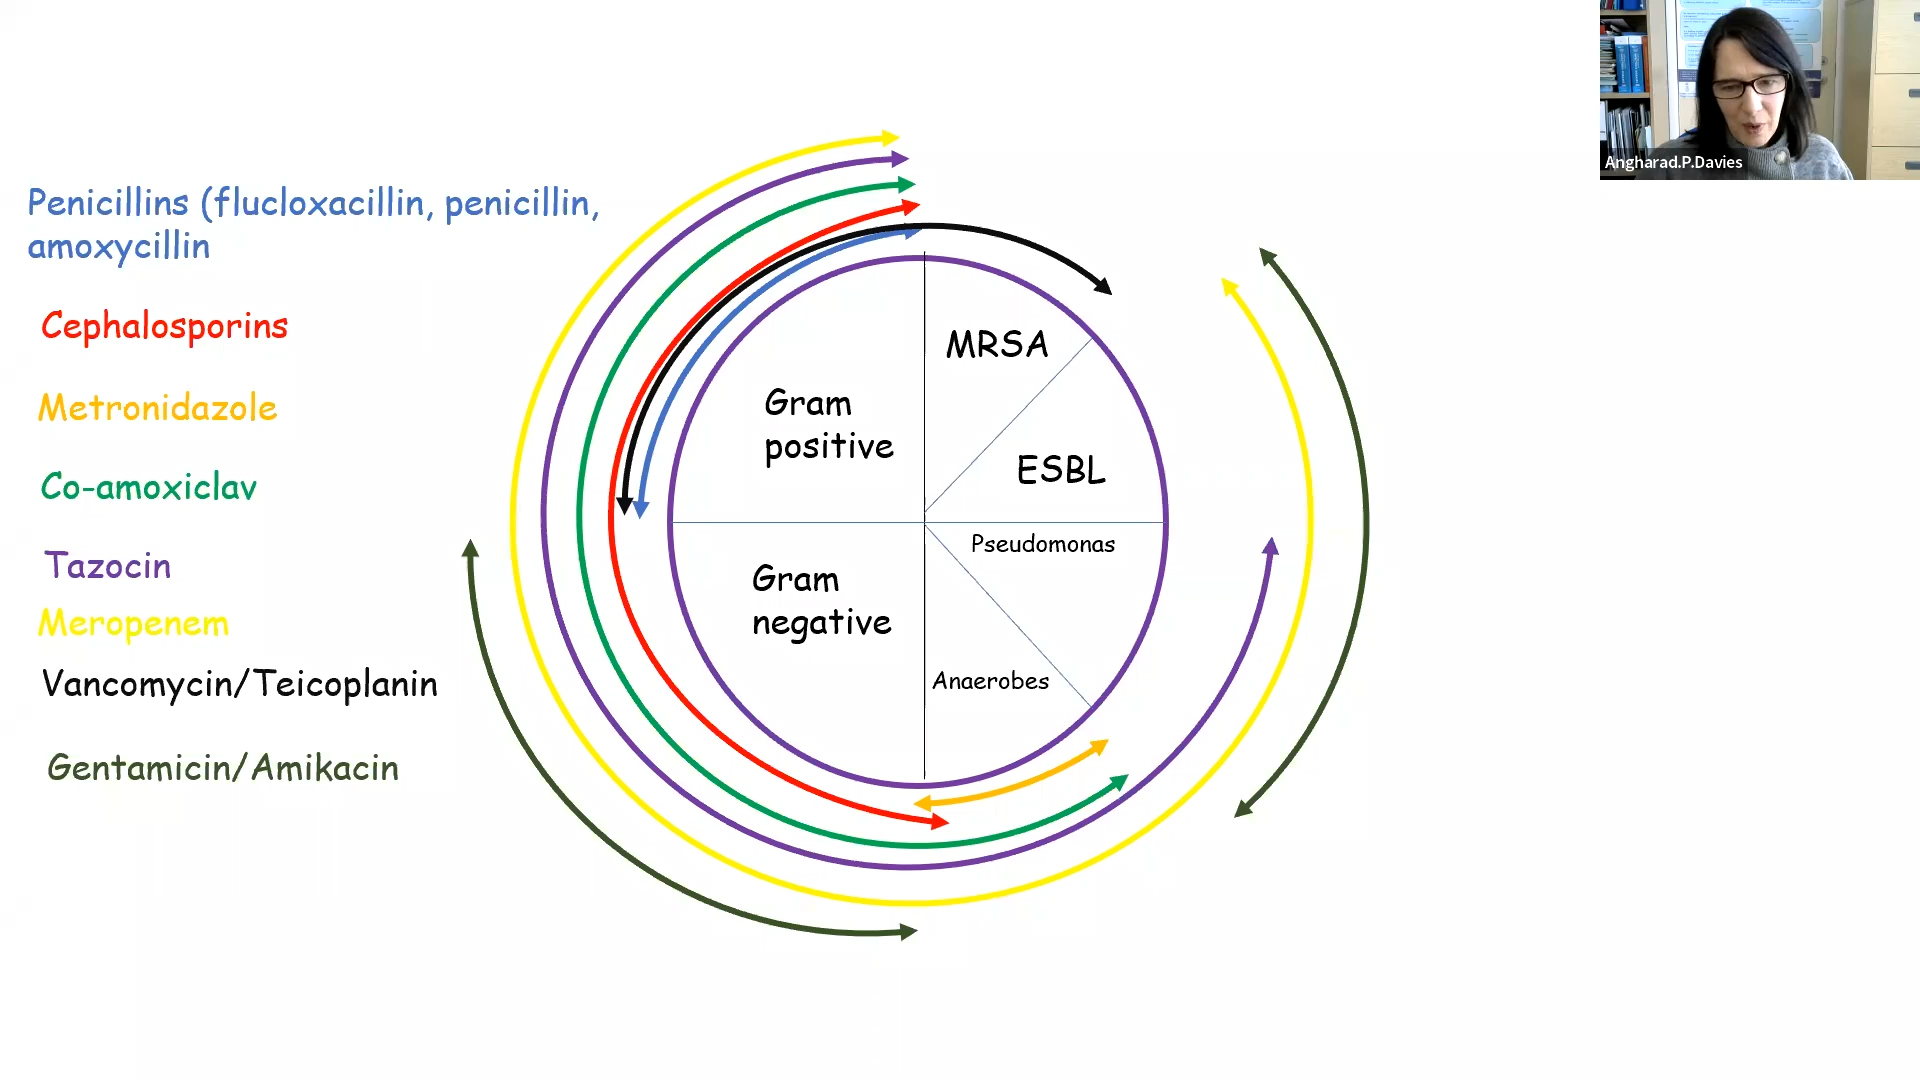 Penicillins (flucloxacillin, penicillin,
amoxycillin
Cephalosporins
Metronidazole
Co-amoxiclav
Tazocin
Meropenem
Vancomycin/Teicoplanin
Gentamicin/Amikacin
Gram
positive
MRSA
ESBL
Pseudomonas
Anaerobes
Gram
negative
Angharad.P.Davies